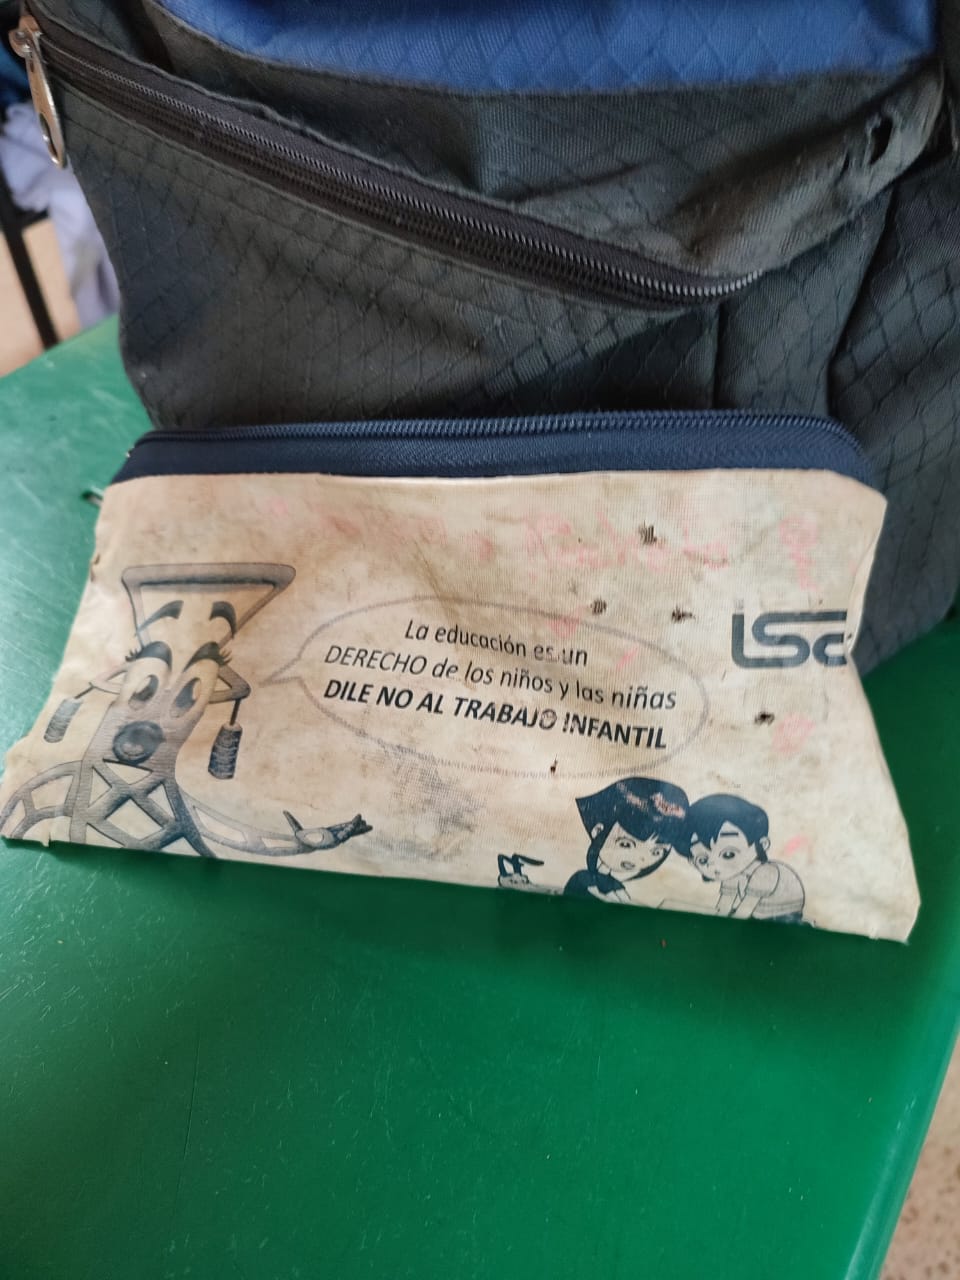 La educación es un
DERECHO de los niños y las niñas
DILE NO AL TRABAJO INFANTIL